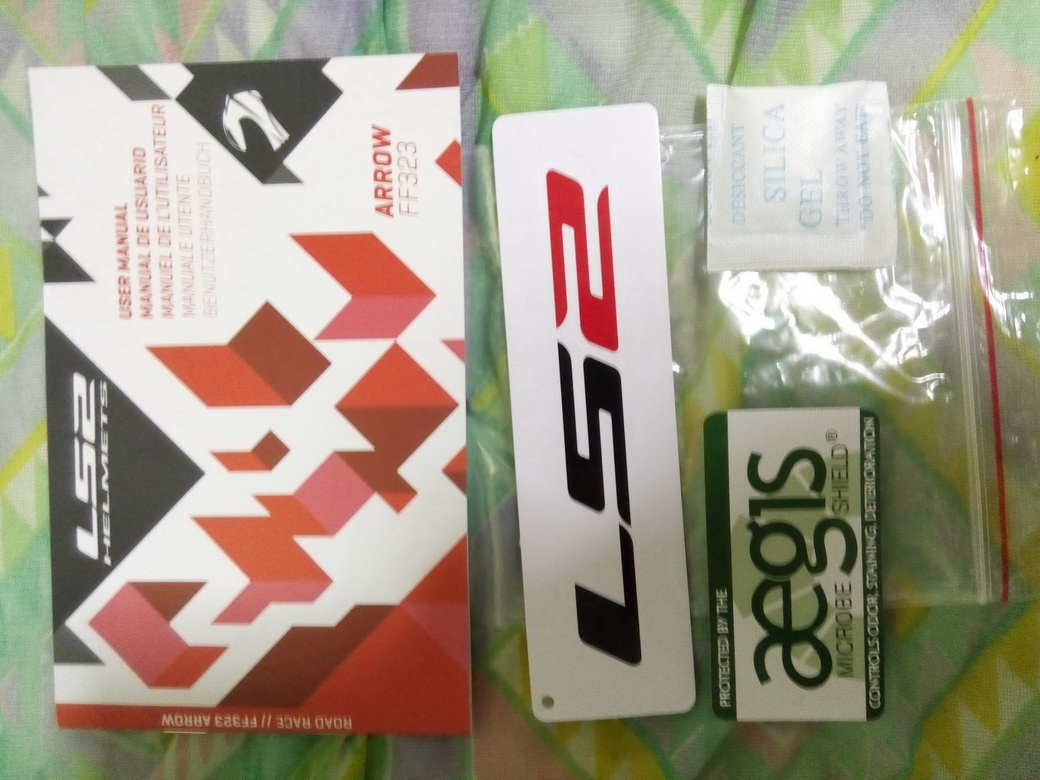 LS2
HELMETS
USER MANUAL
MANUAL DE USUARIO
MANUEL DE L'UTILISATEUR
MANUALE UTENTE
BENUTZERHANDBUCH
ARROW
FF323
ROAD RACE // FF323 ARROW
LS2
DESICCANT
SILICA
GEL
THROW AWAY
DO NOT EAT
PROTECTED BY THE
ægis
MICROBE SHIELD®
CONTROLS ODOR, STAINING, DETERIORATION